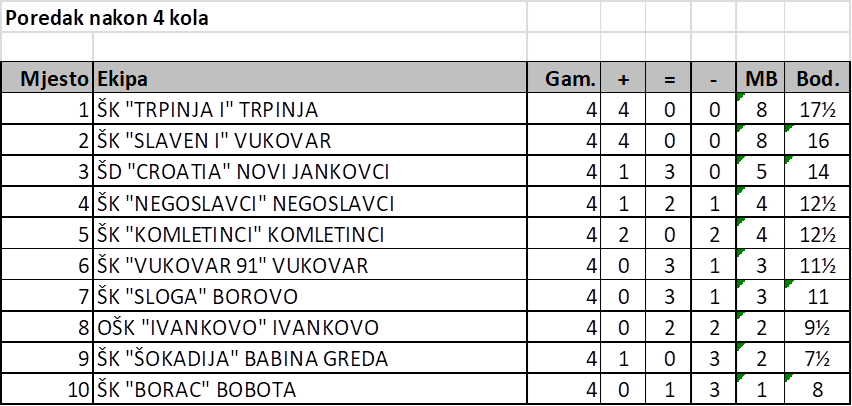 Poredak nakon 4 kola
Mjesto Ekipa Gam. + = - MB Bod.
1 ŠK "TRPINJA I" TRPINJA 4 4 0 0 8 17½
2 ŠK "SLAVEN I" VUKOVAR 4 4 0 0 8 16
3 ŠD "CROATIA" NOVI JANKOVCI 4 1 3 0 5 14
4 ŠK "NEGOSLAVCI" NEGOSLAVCI 4 1 2 1 4 12½
5 ŠK "KOMLETINCI" KOMLETINCI 4 2 0 2 4 12½
6 ŠK "VUKOVAR 91" VUKOVAR 4 0 3 1 3 11½
7 ŠK "SLOGA" BOROVO 4 0 3 1 3 11
8 OŠK "IVANKOVO" IVANKOVO 4 0 2 2 2 9½
9 ŠK "ŠOKADIJA" BABINA GREDA 4 1 0 3 2 7½
10 ŠK "BORAC" BOBOTA 4 0 1 3 1 8